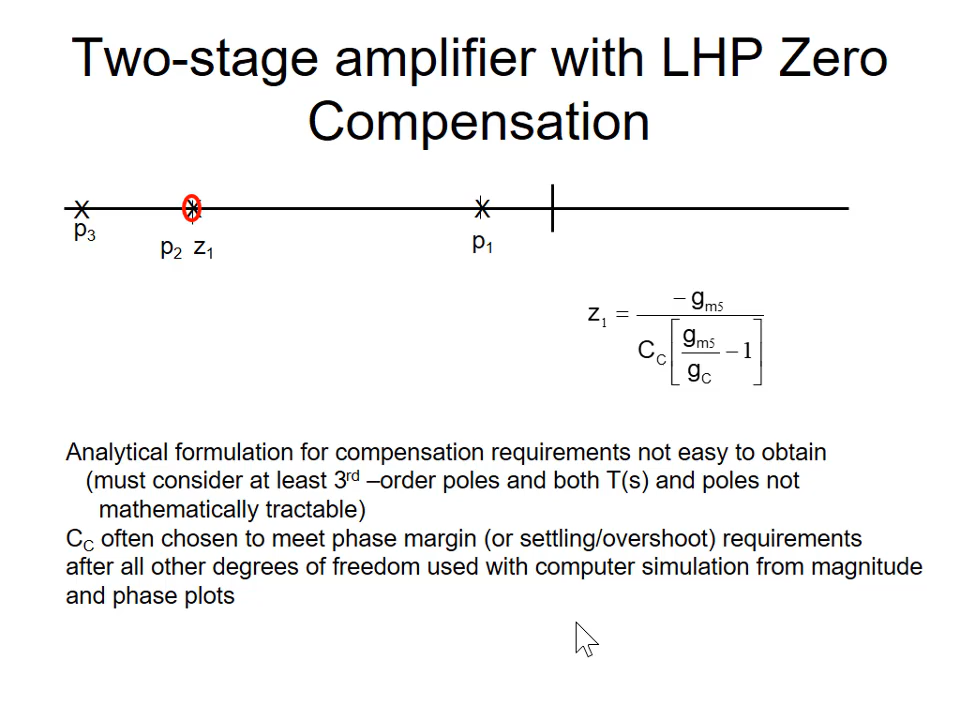 Two-stage amplifier with LHP Zero
Compensation
p3
p2 z1
p1
z1 = − gm5 / CC [ gm5 / gC − 1 ]
Analytical formulation for compensation requirements not easy to obtain
(must consider at least 3rd –order poles and both T(s) and poles not
mathematically tractable)
CC often chosen to meet phase margin (or settling/overshoot) requirements
after all other degrees of freedom used with computer simulation from magnitude
and phase plots